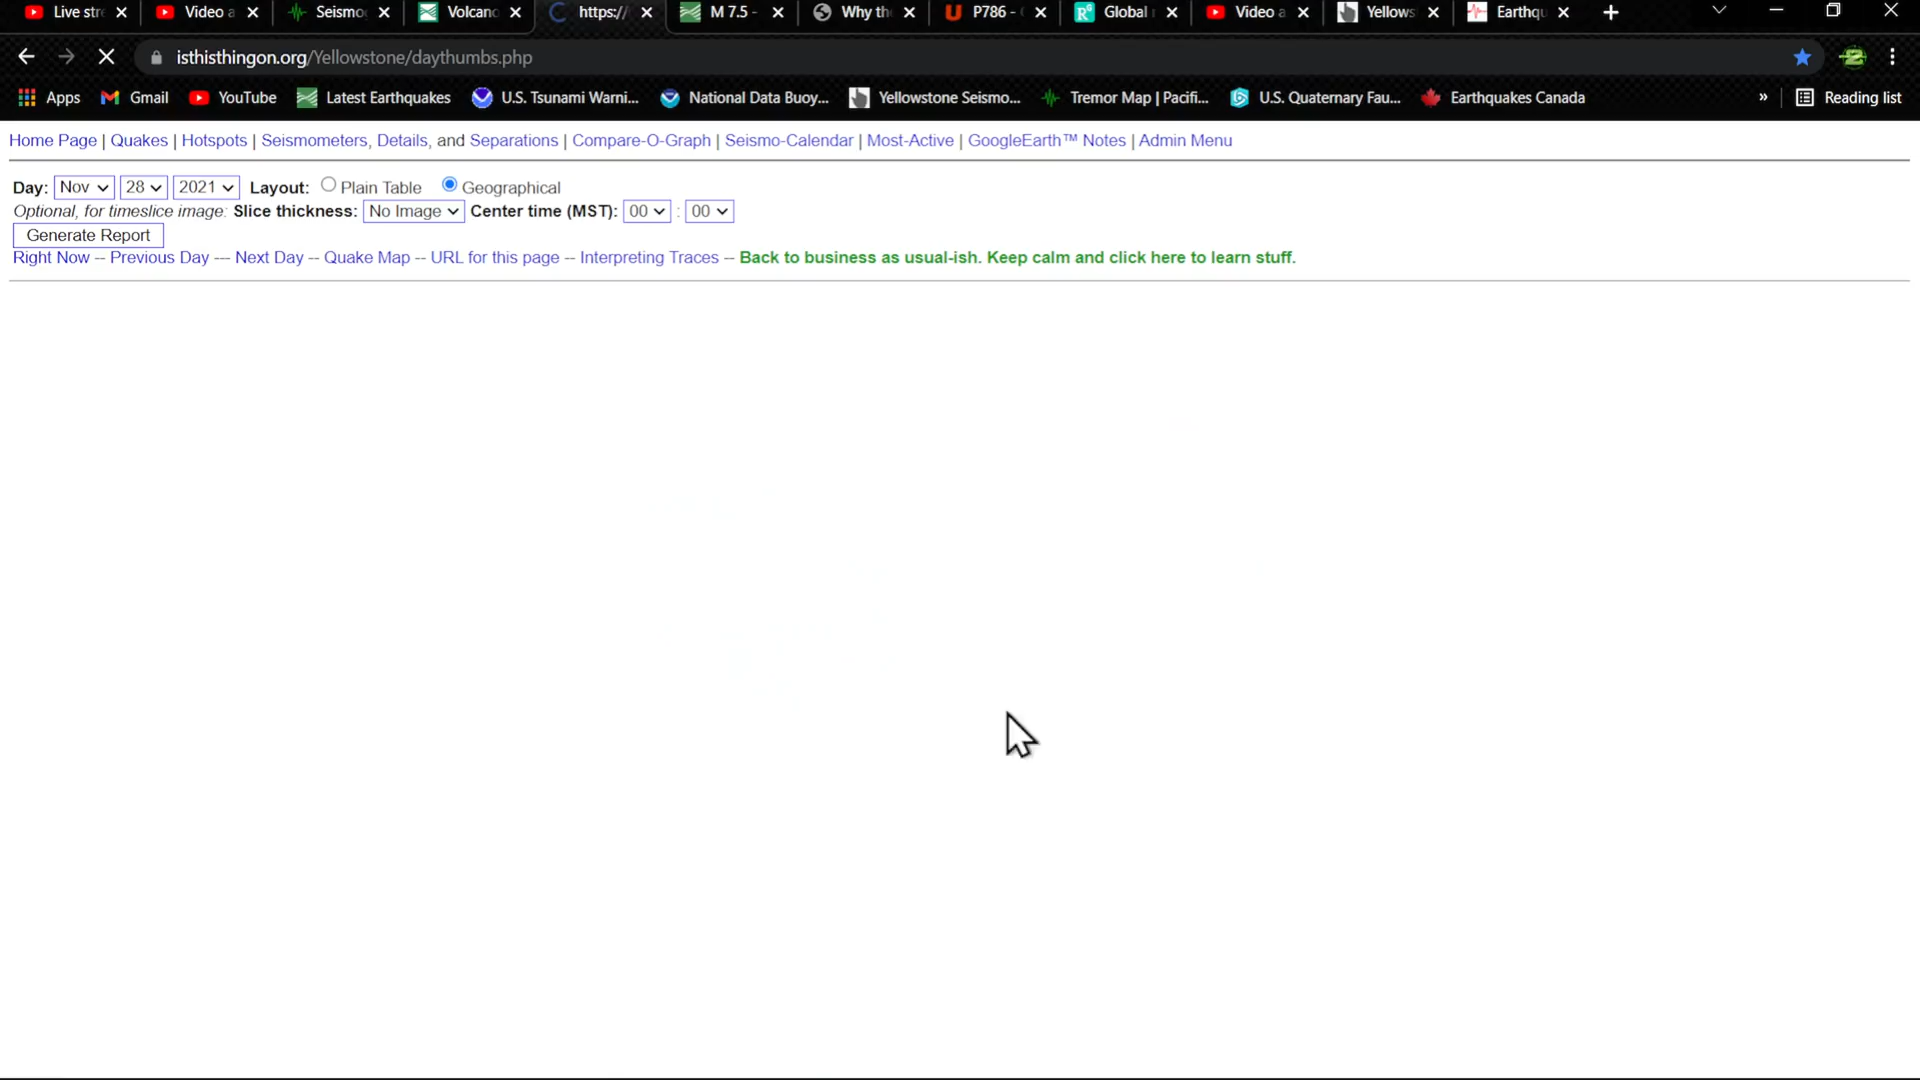 Live stre
Video a
Seismo
Volcano
https://
M 7.5 -
Why th
P786 -
Global
Video a
Yellows
Earthqu
isthisthingon.org/Yellowstone/daythumbs.php
Apps
Gmail
YouTube
Latest Earthquakes
U.S. Tsunami Warni...
National Data Buoy...
Yellowstone Seismo...
Tremor Map | Pacifi...
U.S. Quaternary Fau...
Earthquakes Canada
»
Reading list
Home Page | Quakes | Hotspots | Seismometers, Details, and Separations | Compare-O-Graph | Seismo-Calendar | Most-Active | GoogleEarth™ Notes | Admin Menu
Day: Nov 28 2021 Layout: Plain Table Geographical
Optional, for timeslice image: Slice thickness: No Image Center time (MST): 00 : 00
Generate Report
Right Now -- Previous Day --- Next Day -- Quake Map -- URL for this page -- Interpreting Traces -- Back to business as usual-ish. Keep calm and click here to learn stuff.